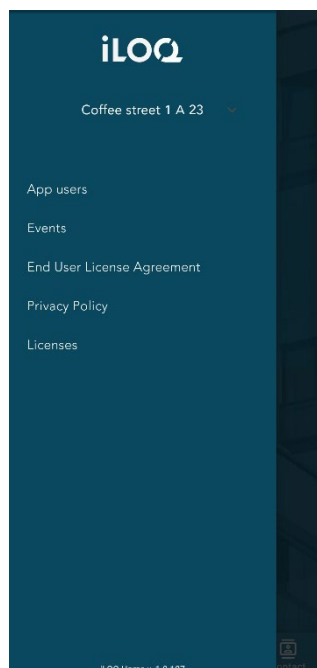 iLOQ
Coffee street 1 A 23
App users
Events
End User License Agreement
Privacy Policy
Licenses